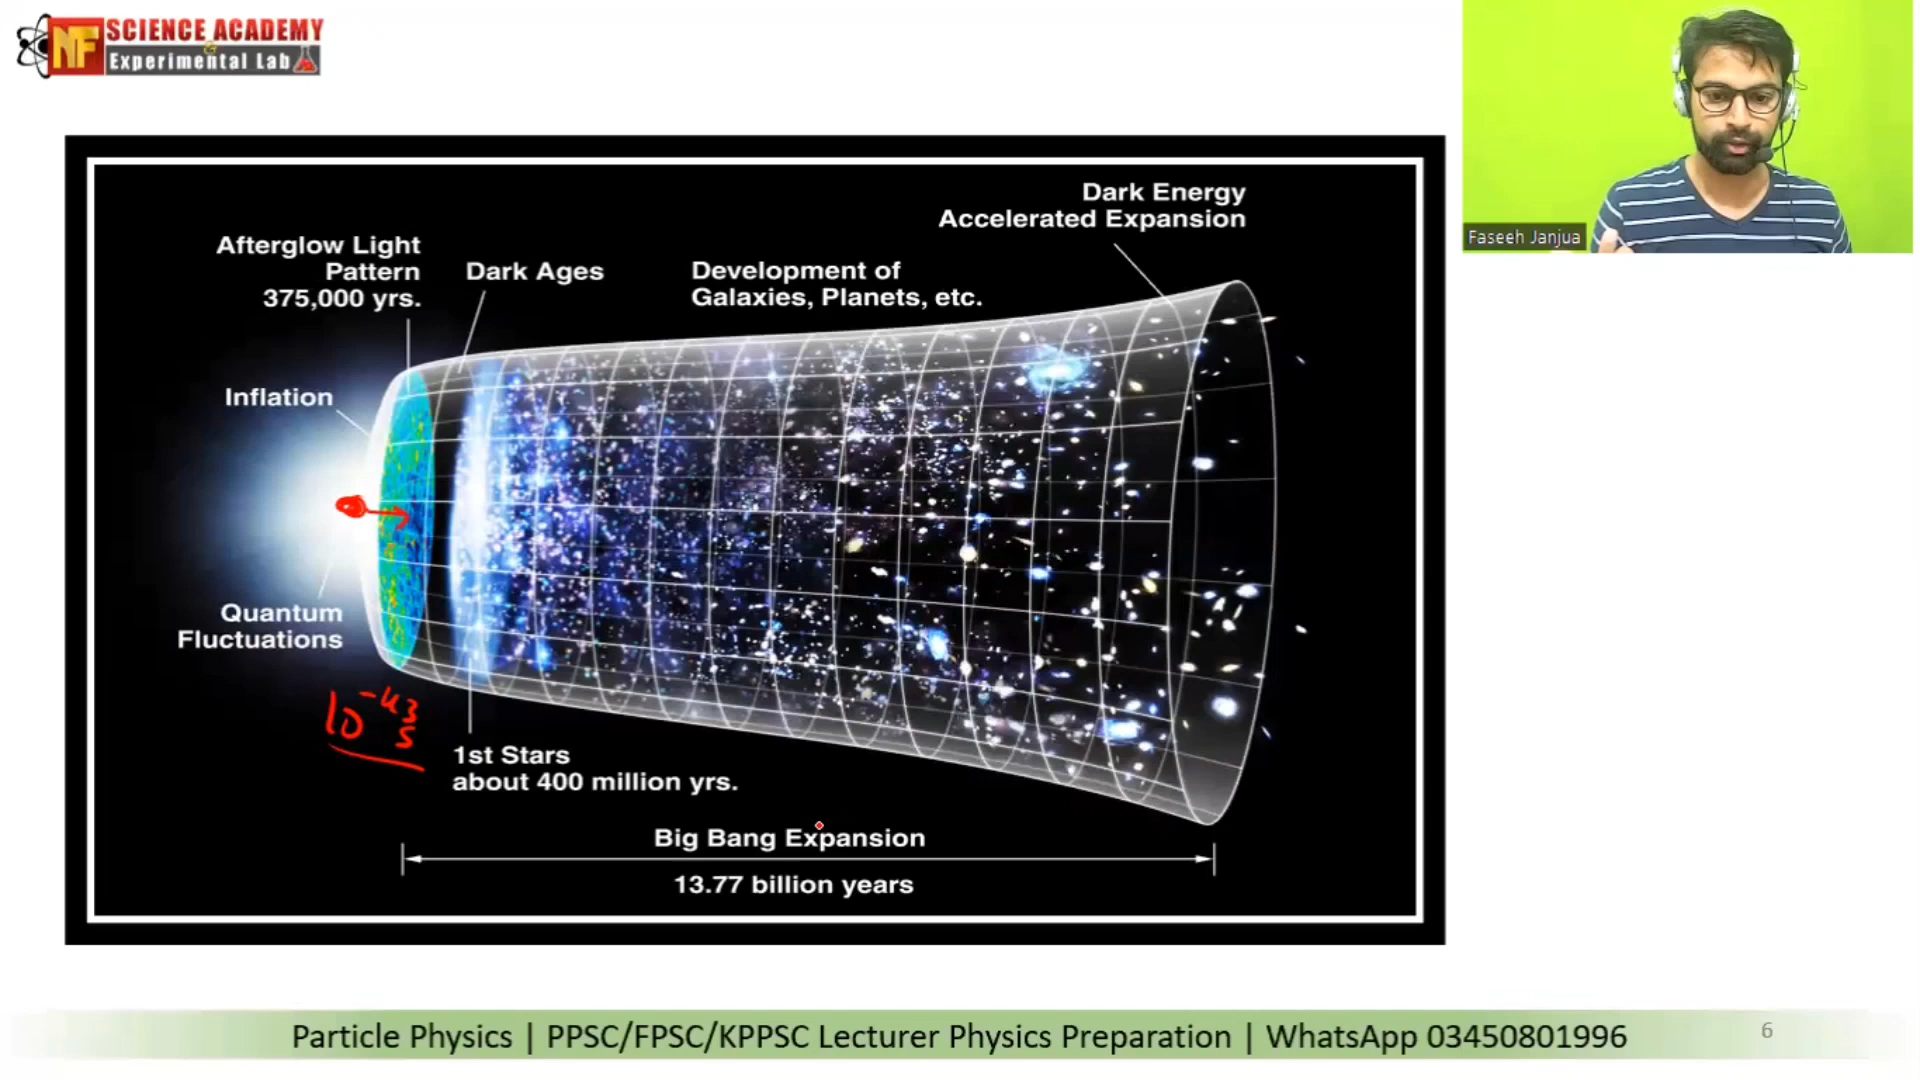 NF SCIENCE ACADEMY
&
Experimental Lab
Faseeh Janjua
Dark Energy
Accelerated Expansion
Afterglow Light
Pattern
375,000 yrs.
Dark Ages
Development of
Galaxies, Planets, etc.
Inflation
Quantum
Fluctuations
10⁻⁴³ s
1st Stars
about 400 million yrs.
Big Bang Expansion
13.77 billion years
Particle Physics | PPSC/FPSC/KPPSC Lecturer Physics Preparation | WhatsApp 03450801996
6